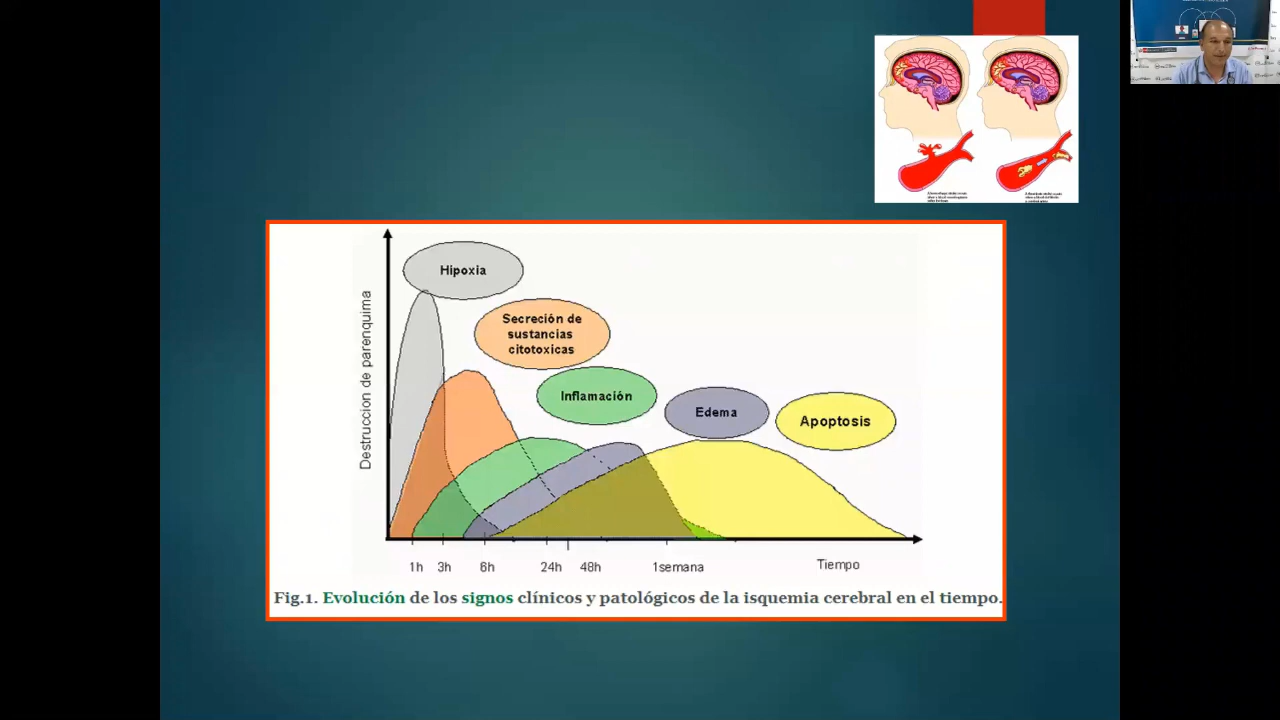 Hipoxia
Secreción de
sustancias
citotoxicas
Inflamación
Edema
Apoptosis
Destruccion de parenquima
1h 3h 6h 24h 48h 1semana
Tiempo
Fig.1. Evolución de los signos clínicos y patológicos de la isquemia cerebral en el tiempo.